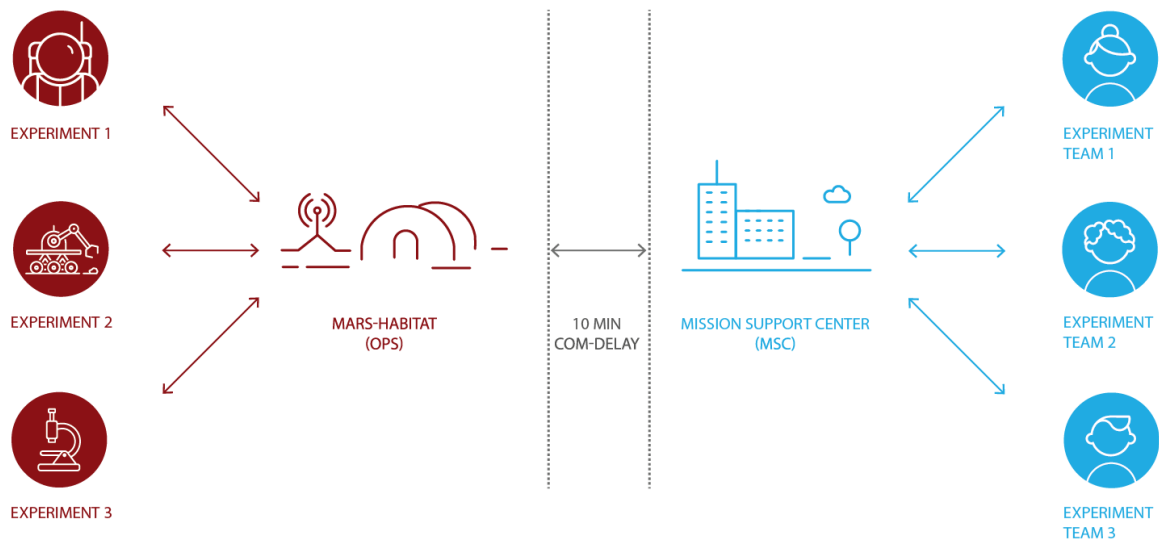 EXPERIMENT 1
EXPERIMENT 2
EXPERIMENT 3
MARS-HABITAT
(OPS)
10 MIN
COM-DELAY
MISSION SUPPORT CENTER
(MSC)
EXPERIMENT
TEAM 1
EXPERIMENT
TEAM 2
EXPERIMENT
TEAM 3